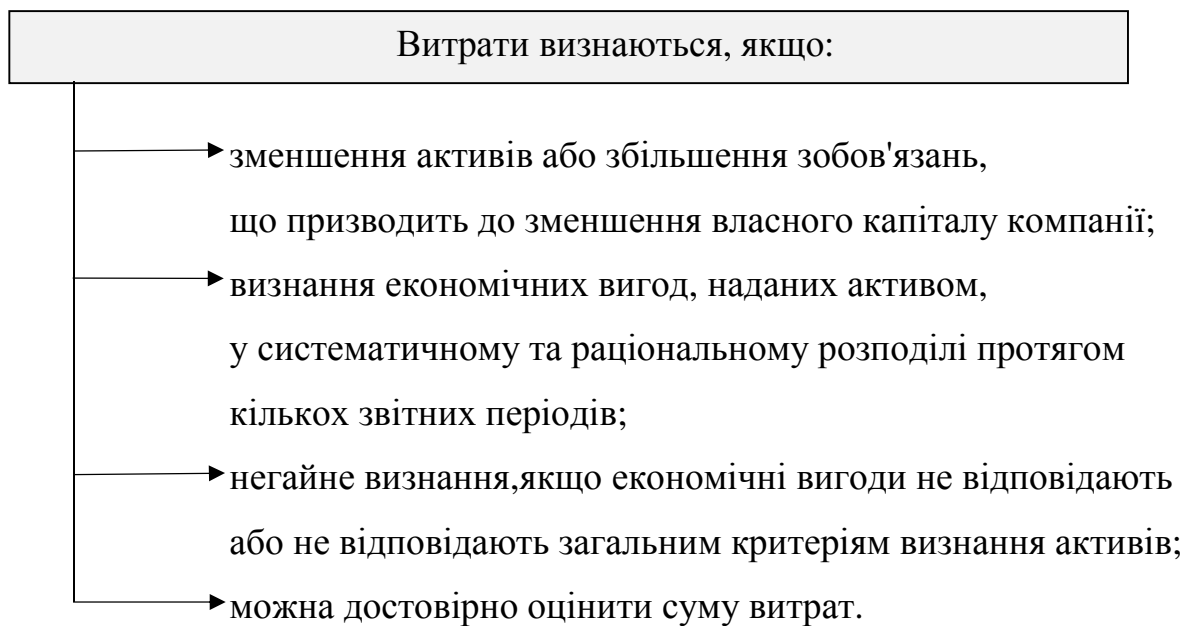 Витрати визнаються, якщо:
зменшення активів або збільшення зобов'язань,
що призводить до зменшення власного капіталу компанії;
визнання економічних вигод, наданих активом,
у систематичному та раціональному розподілі протягом
кількох звітних періодів;
негайне визнання,якщо економічні вигоди не відповідають
або не відповідають загальним критеріям визнання активів;
можна достовірно оцінити суму витрат.